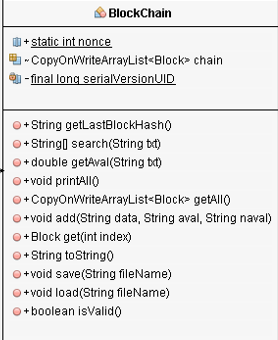 BlockChain
+ static int nonce
~ CopyOnWriteArrayList<Block> chain
- final long serialVersionUID
+ String getLastBlockHash()
+ String[] search(String txt)
+ double getAval(String txt)
+ void printAll()
+ CopyOnWriteArrayList<Block> getAll()
+ void add(String data, String aval, String naval)
+ Block get(int index)
+ String toString()
+ void save(String fileName)
+ void load(String fileName)
+ boolean isValid()